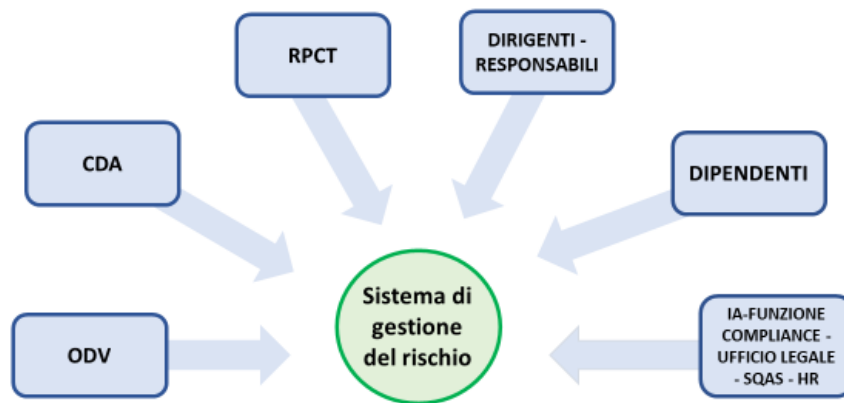 RPCT
DIRIGENTI -
RESPONSABILI
CDA
DIPENDENTI
Sistema di
gestione
del rischio
ODV
IA-FUNZIONE
COMPLIANCE -
UFFICIO LEGALE
- SQAS - HR